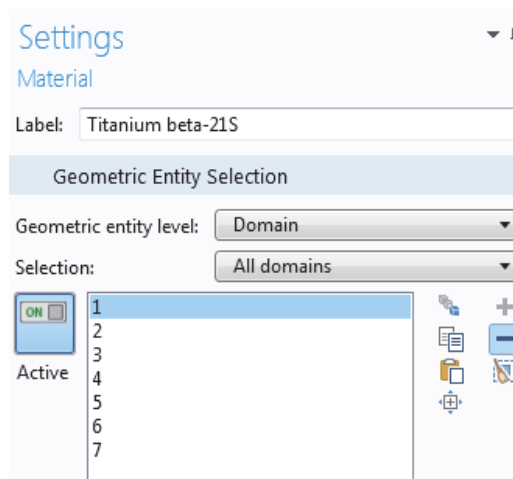 Settings
Material
Label: Titanium beta-21S
Geometric Entity Selection
Geometric entity level: Domain
Selection: All domains
ON
1
2
3
4
5
6
7
Active